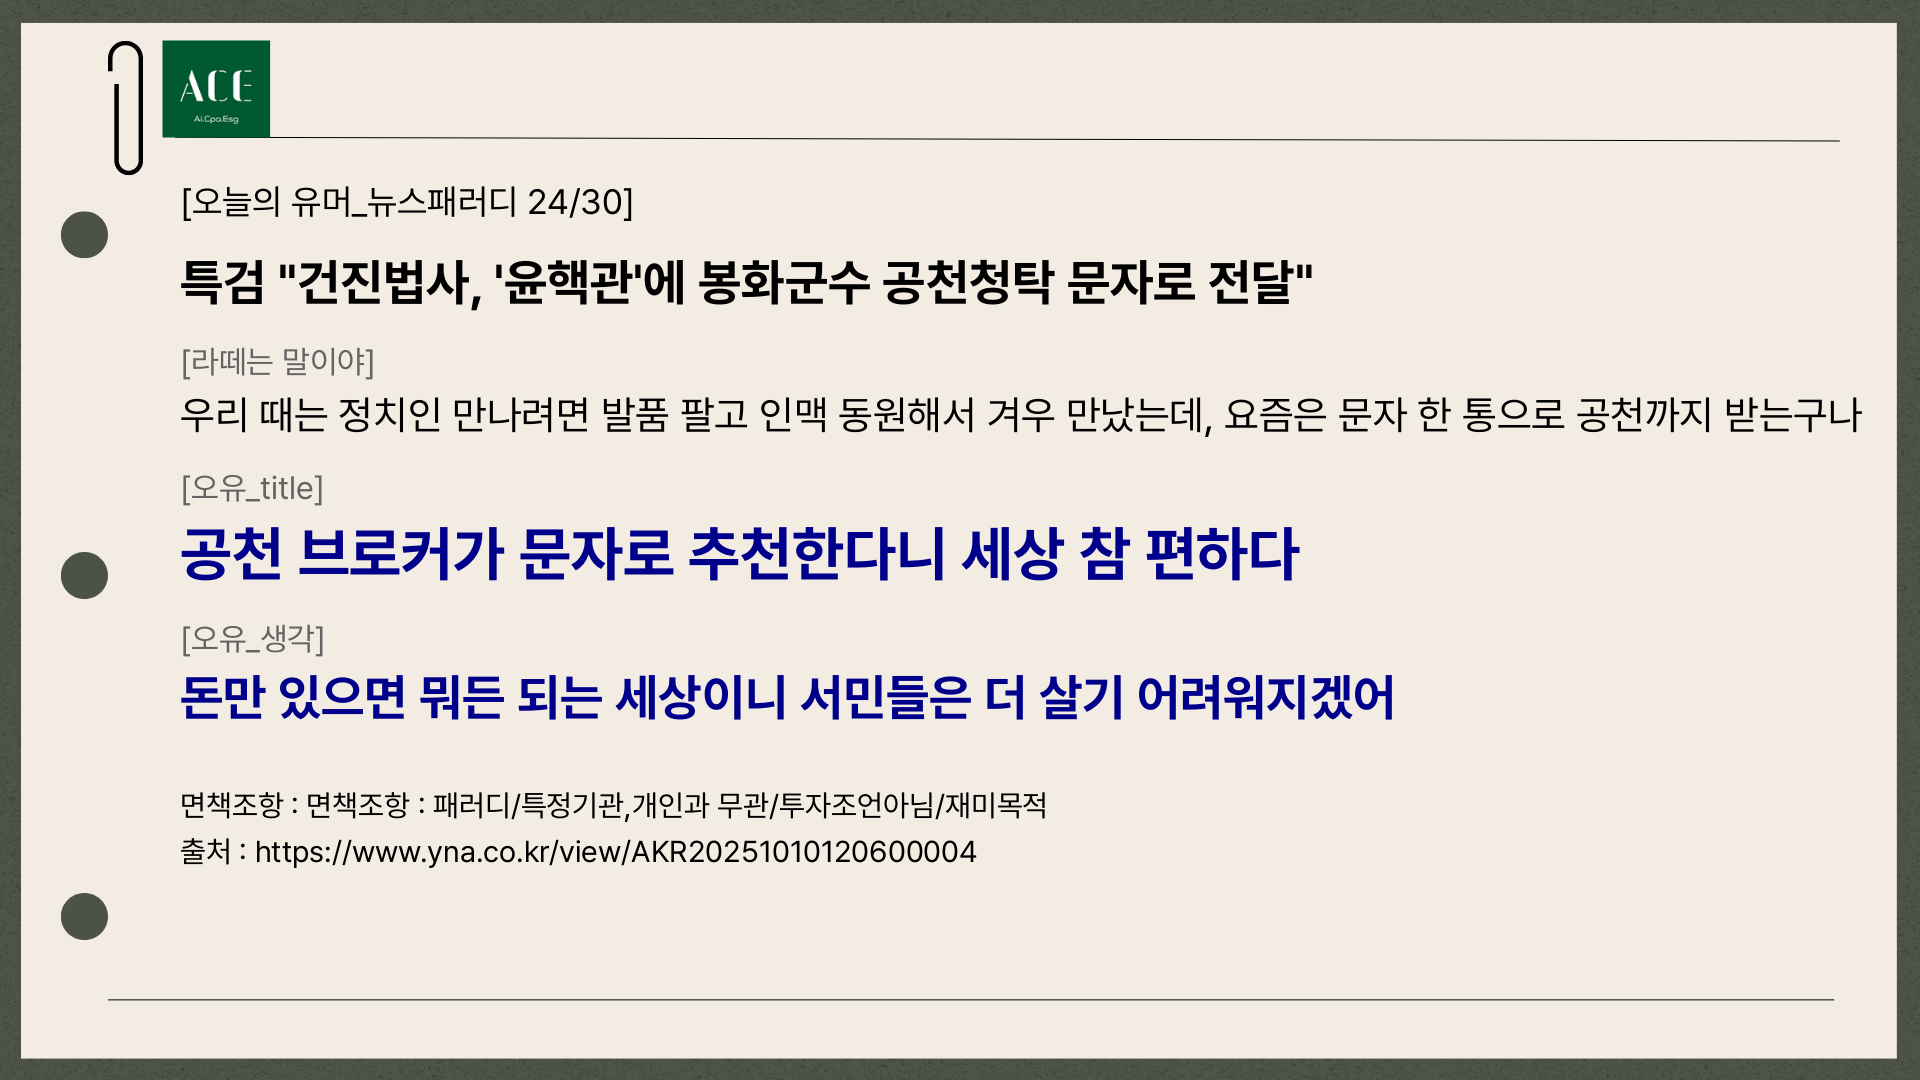 ACE
Ai.Cpa.Esg
[오늘의 유머_뉴스패러디 24/30]
특검 "건진법사, '윤핵관'에 봉화군수 공천청탁 문자로 전달"
[라떼는 말이야]
우리 때는 정치인 만나려면 발품 팔고 인맥 동원해서 겨우 만났는데, 요즘은 문자 한 통으로 공천까지 받는구나
[오유_title]
공천 브로커가 문자로 추천한다니 세상 참 편하다
[오유_생각]
돈만 있으면 뭐든 되는 세상이니 서민들은 더 살기 어려워지겠어
면책조항 : 면책조항 : 패러디/특정기관,개인과 무관/투자조언아님/재미목적
출처 : https://www.yna.co.kr/view/AKR20251010120600004